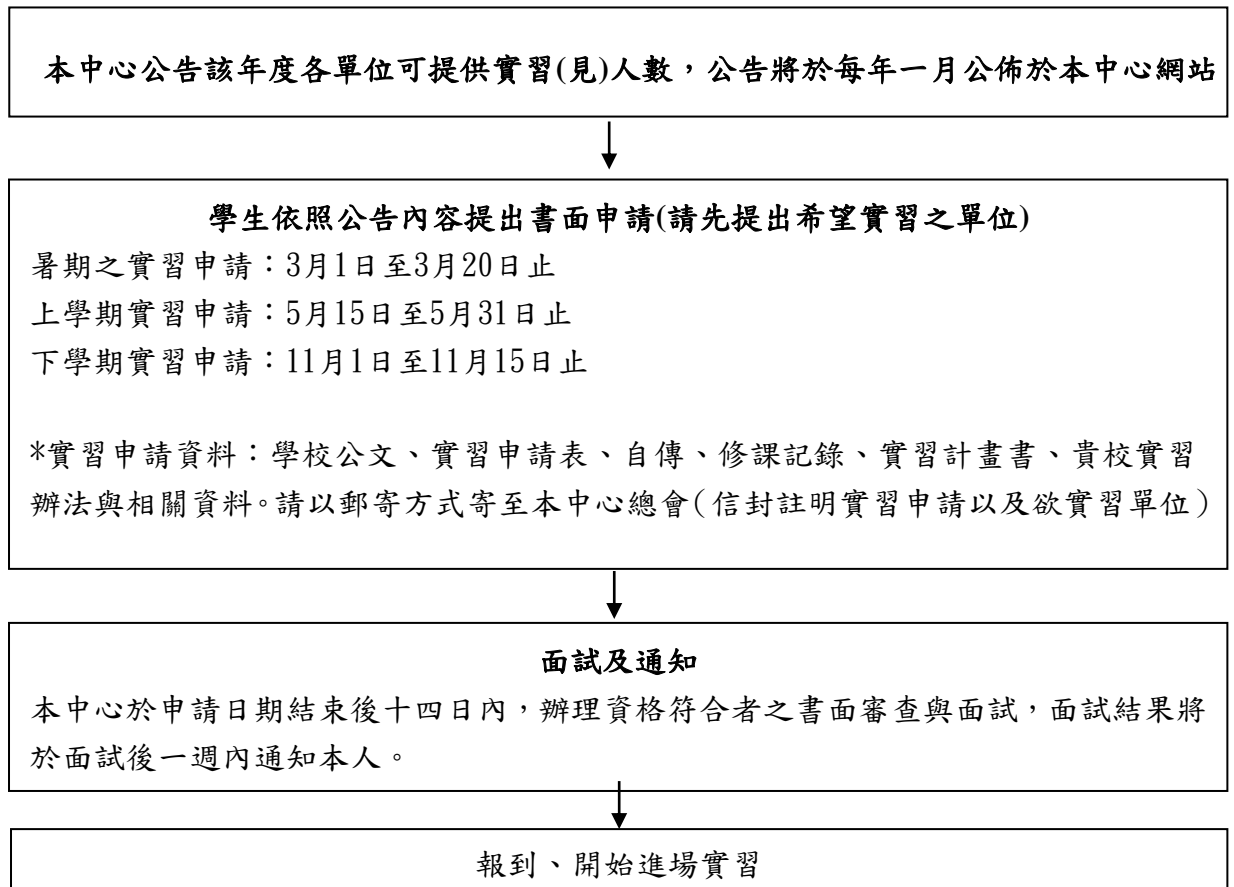 本中心公告該年度各單位可提供實習(見)人數，公告將於每年一月公佈於本中心網站
學生依照公告內容提出書面申請(請先提出希望實習之單位)
暑期之實習申請：3月1日至3月20日止
上學期實習申請：5月15日至5月31日止
下學期實習申請：11月1日至11月15日止
*實習申請資料：學校公文、實習申請表、自傳、修課記錄、實習計畫書、貴校實習
辦法與相關資料。請以郵寄方式寄至本中心總會（信封註明實習申請以及欲實習單位）
面試及通知
本中心於申請日期結束後十四日內，辦理資格符合者之書面審查與面試，面試結果將
於面試後一週內通知本人。
報到、開始進場實習